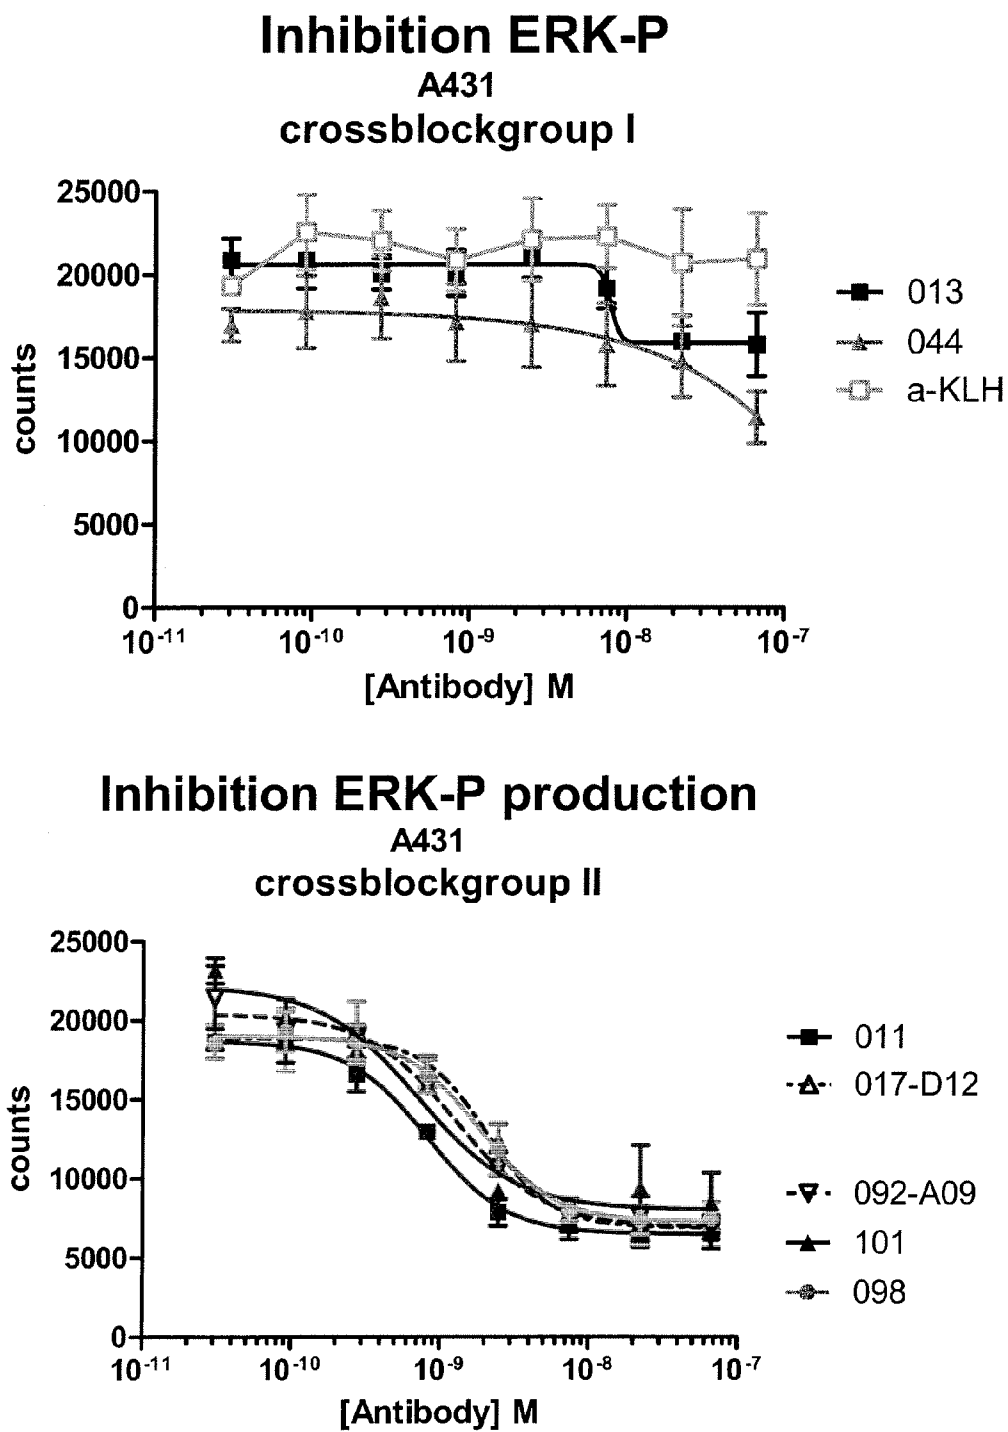 Inhibition ERK-P
A431
crossblockgroup I
25000
20000
15000
10000
5000
0
counts
10⁻¹¹ 10⁻¹⁰ 10⁻⁹ 10⁻⁸ 10⁻⁷
[Antibody] M
013
044
a-KLH
Inhibition ERK-P production
A431
crossblockgroup II
25000
20000
15000
10000
5000
0
counts
10⁻¹¹ 10⁻¹⁰ 10⁻⁹ 10⁻⁸ 10⁻⁷
[Antibody] M
011
017-D12
092-A09
101
098